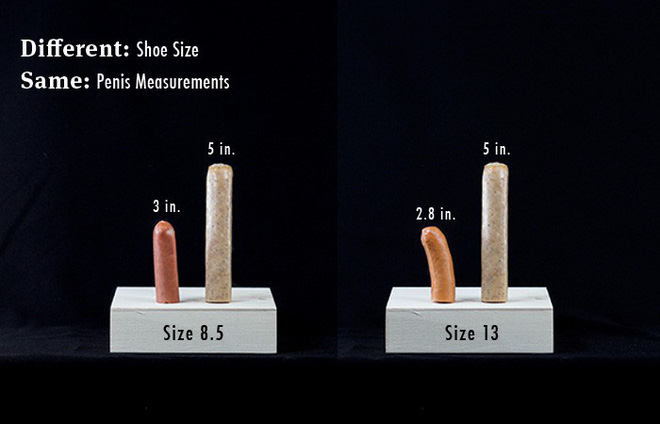 Different: Shoe Size
Same: Penis Measurements
5 in.
3 in.
5 in.
2.8 in.
Size 8.5
Size 13